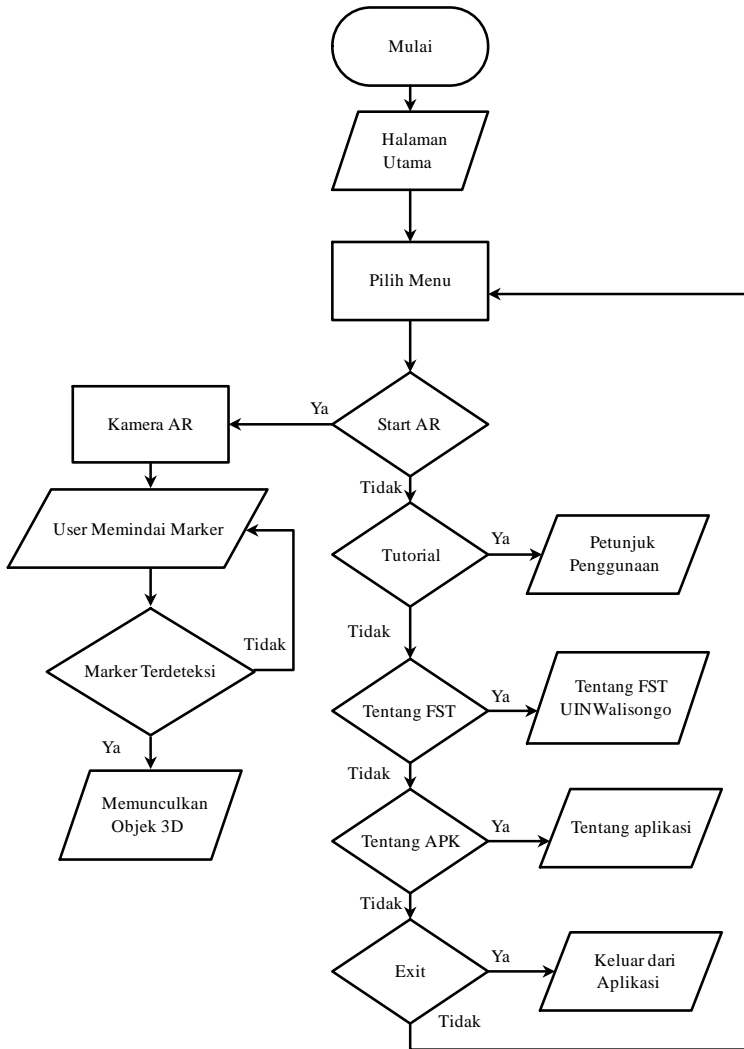 Mulai
Halaman
Utama
Pilih Menu
Start AR
Ya
Kamera AR
User Memindai Marker
Marker Terdeteksi
Tidak
Ya
Memunculkan
Objek 3D
Tidak
Tutorial
Ya
Petunjuk
Penggunaan
Tidak
Tentang FST
Ya
Tentang FST
UINWalisongo
Tidak
Tentang APK
Ya
Tentang aplikasi
Tidak
Exit
Ya
Keluar dari
Aplikasi
Tidak